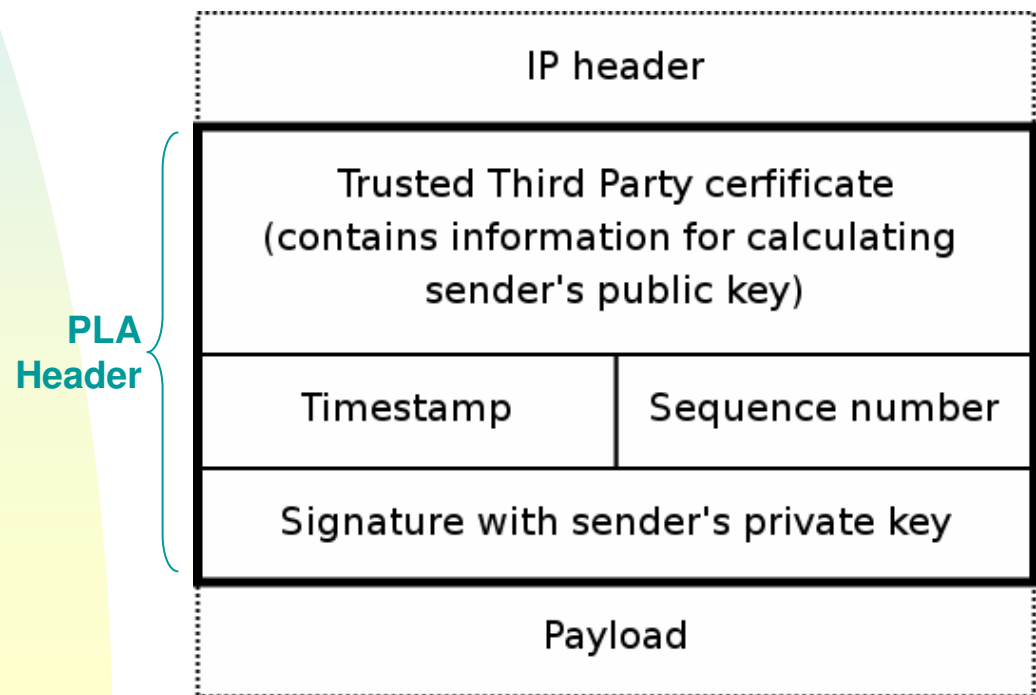 IP header
Trusted Third Party cerfificate
(contains information for calculating
sender's public key)
PLA
Header
Timestamp
Sequence number
Signature with sender's private key
Payload